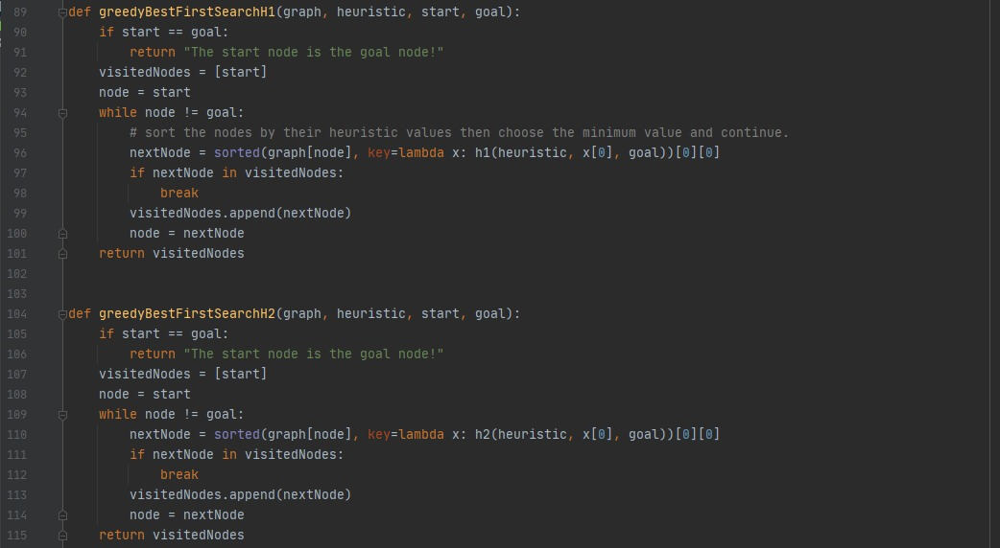 89 def greedyBestFirstSearchH1(graph, heuristic, start, goal):
90     if start == goal:
91         return "The start node is the goal node!"
92     visitedNodes = [start]
93     node = start
94     while node != goal:
95         # sort the nodes by their heuristic values then choose the minimum value and continue.
96         nextNode = sorted(graph[node], key=lambda x: h1(heuristic, x[0], goal))[0][0]
97         if nextNode in visitedNodes:
98             break
99         visitedNodes.append(nextNode)
100         node = nextNode
101     return visitedNodes
102
103
104 def greedyBestFirstSearchH2(graph, heuristic, start, goal):
105     if start == goal:
106         return "The start node is the goal node!"
107     visitedNodes = [start]
108     node = start
109     while node != goal:
110         nextNode = sorted(graph[node], key=lambda x: h2(heuristic, x[0], goal))[0][0]
111         if nextNode in visitedNodes:
112             break
113         visitedNodes.append(nextNode)
114         node = nextNode
115     return visitedNodes